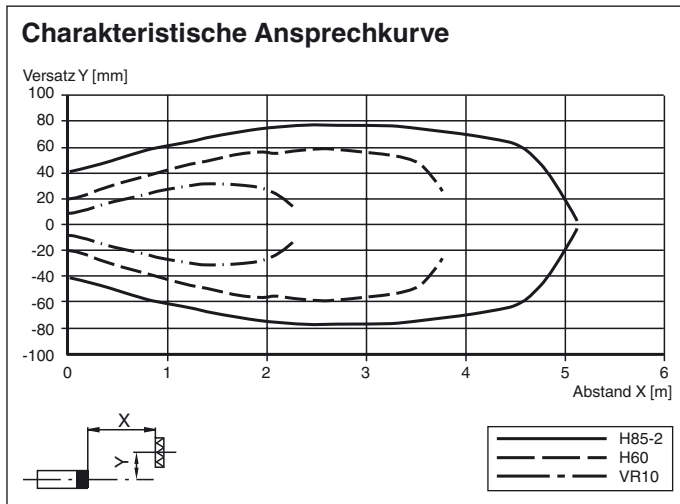 Charakteristische Ansprechkurve
Versatz Y [mm]
100
80
60
40
20
0
-20
-40
-60
-80
-100
0 1 2 3 4 5 6
Abstand X [m]
X
Y
H85-2
H60
VR10